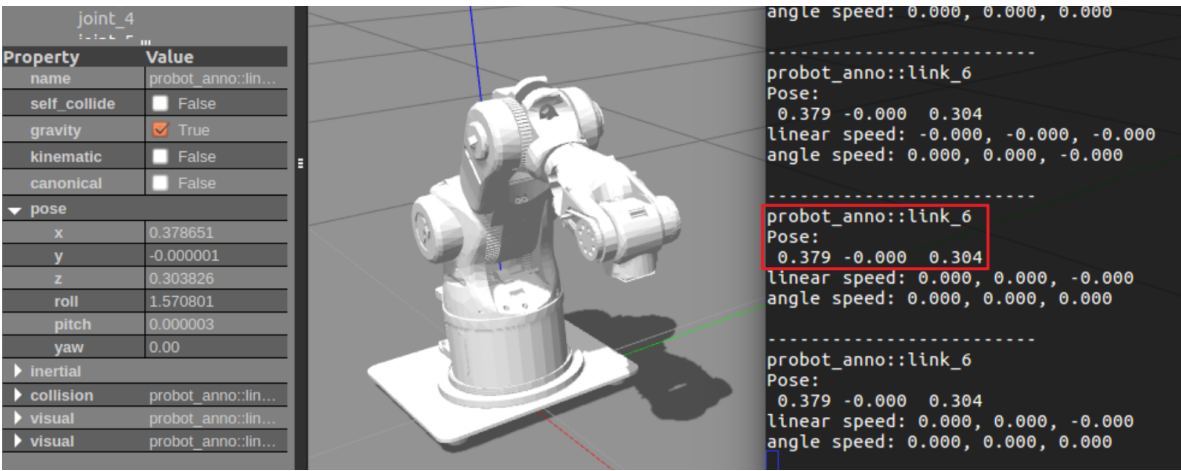 joint_4
Property Value
name probot_anno::lin...
self_collide False
gravity True
kinematic False
canonical False
pose
x 0.378651
y -0.000001
z 0.303826
roll 1.570801
pitch 0.000003
yaw 0.00
inertial
collision probot_anno::lin...
visual probot_anno::lin...
visual probot_anno::lin...
angle speed: 0.000, 0.000, 0.000
-------------------------
probot_anno::link_6
Pose:
0.379 -0.000 0.304
linear speed: -0.000, -0.000, -0.000
angle speed: 0.000, 0.000, -0.000
-------------------------
probot_anno::link_6
Pose:
0.379 -0.000 0.304
linear speed: 0.000, 0.000, -0.000
angle speed: 0.000, 0.000, 0.000
-------------------------
probot_anno::link_6
Pose:
0.379 -0.000 0.304
linear speed: 0.000, 0.000, -0.000
angle speed: 0.000, 0.000, 0.000